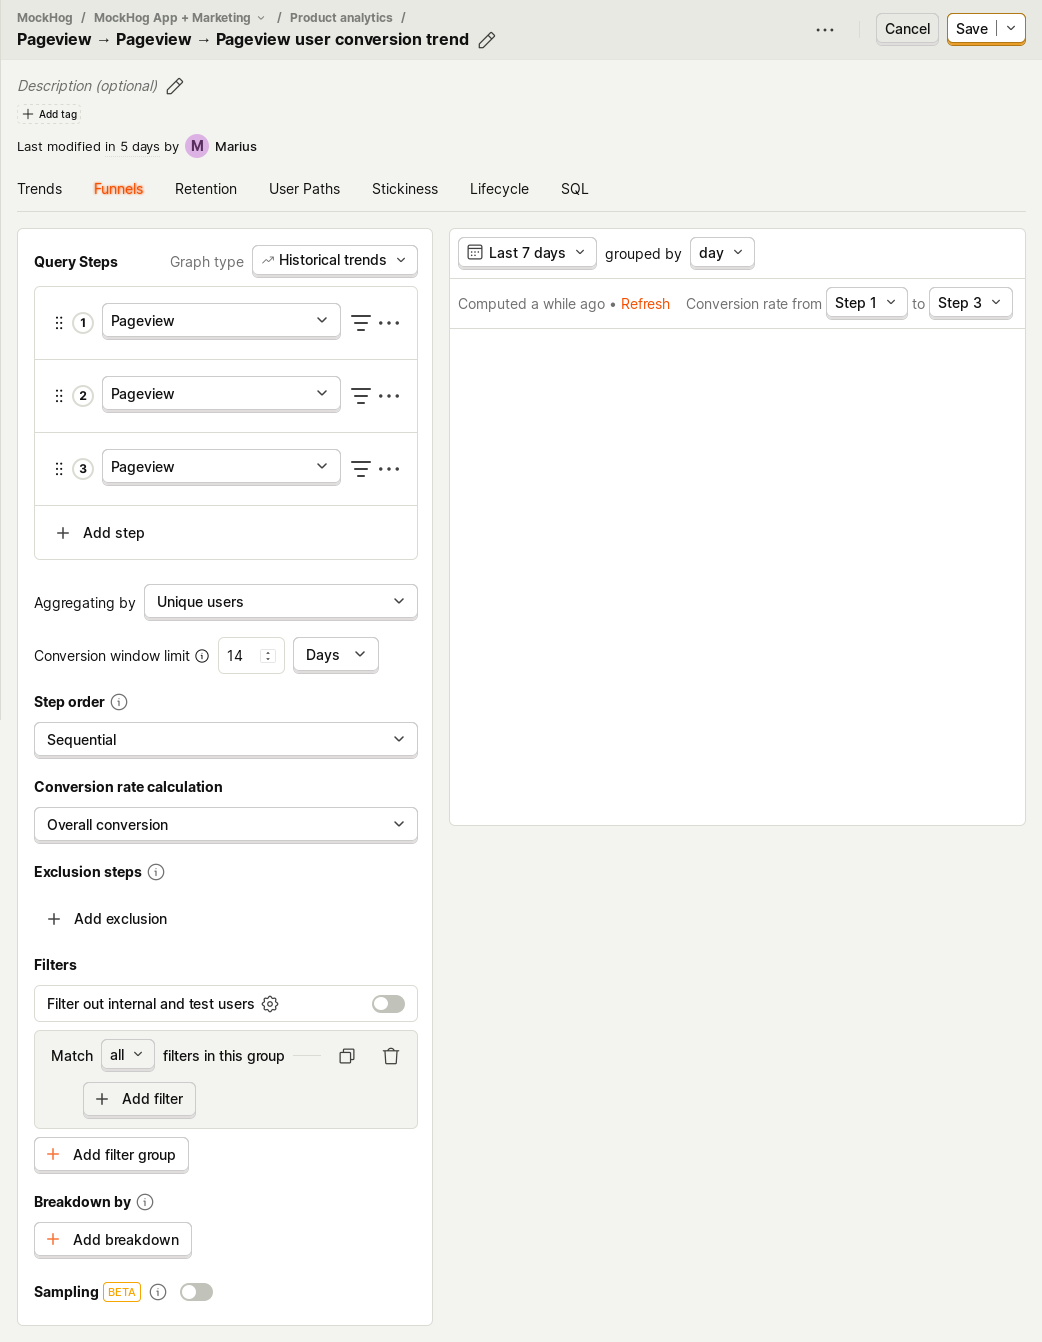 MockHog / MockHog App + Marketing / Product analytics /
Pageview → Pageview → Pageview user conversion trend
Cancel
Save
Description (optional)
Add tag
Last modified in 5 days by M Marius
Trends Funnels Retention User Paths Stickiness Lifecycle SQL
Query Steps Graph type Historical trends
1 Pageview
2 Pageview
3 Pageview
Add step
Aggregating by Unique users
Conversion window limit 14 Days
Step order
Sequential
Conversion rate calculation
Overall conversion
Exclusion steps
Add exclusion
Filters
Filter out internal and test users
Match all filters in this group
Add filter
Add filter group
Breakdown by
Add breakdown
Sampling BETA
Last 7 days grouped by day
Computed a while ago • Refresh Conversion rate from Step 1 to Step 3